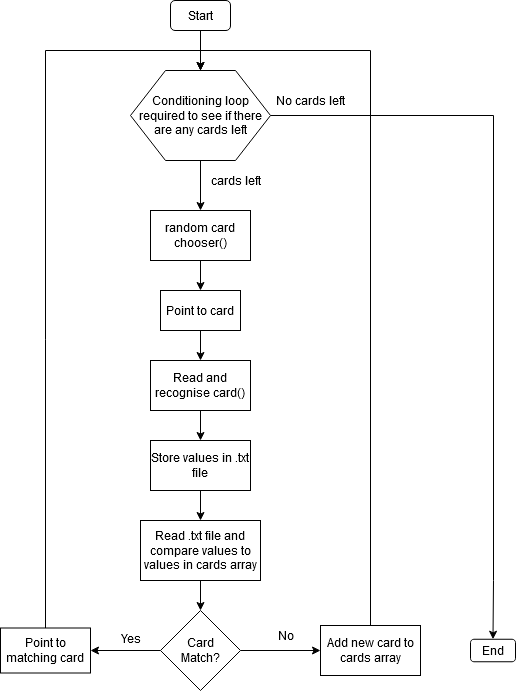 Start
Conditioning loop
required to see if there
are any cards left
No cards left
cards left
random card
chooser()
Point to card
Read and
recognise card()
Store values in .txt
file
Read .txt file and
compare values to
values in cards array
Yes
Card
Match?
No
Point to
matching card
Add new card to
cards array
End